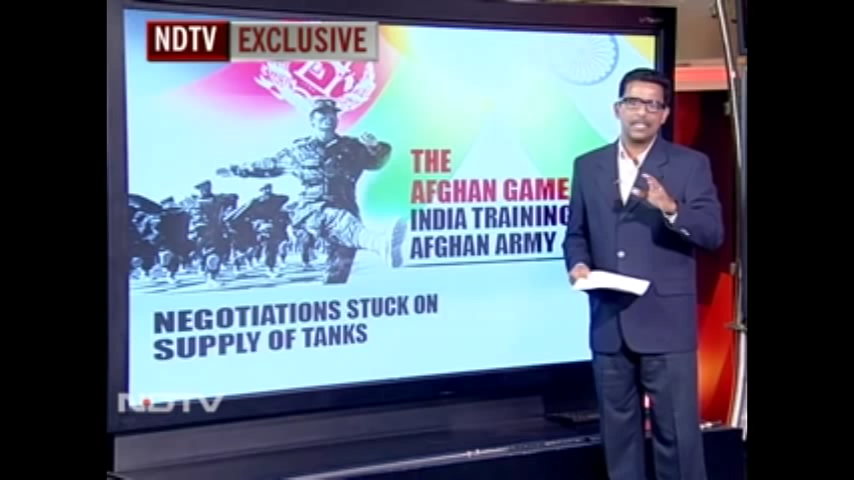 NDTV EXCLUSIVE
THE
AFGHAN GAME
INDIA TRAINING
AFGHAN ARMY
NEGOTIATIONS STUCK ON
SUPPLY OF TANKS
NDTV